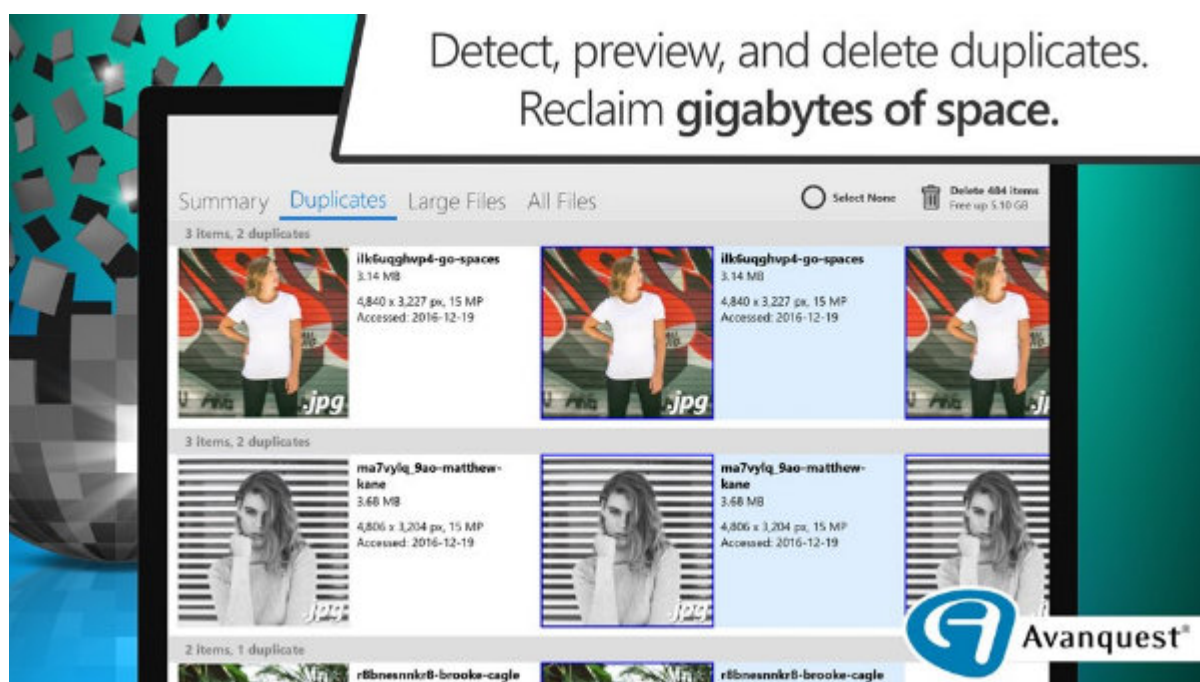 Detect, preview, and delete duplicates.
Reclaim gigabytes of space.
Summary Duplicates Large Files All Files
Select None
Delete 484 items
Free up 5.10 GB
3 items, 2 duplicates
ilk6uqghvp4-go-spaces
3.14 MB
4,840 x 3,227 px, 15 MP
Accessed: 2016-12-19
.jpg
ilk6uqghvp4-go-spaces
3.14 MB
4,840 x 3,227 px, 15 MP
Accessed: 2016-12-19
.jpg
.j
3 items, 2 duplicates
ma7vylq_9ao-matthew-
kane
3.68 MB
4,806 x 3,204 px, 15 MP
Accessed: 2016-12-19
.jpg
ma7vylq_9ao-matthew-
kane
3.68 MB
4,806 x 3,204 px, 15 MP
Accessed: 2016-12-19
.jpg
2 items, 1 duplicate
r8bnesnnkr8-brooke-cagle
r8bnesnnkr8-brooke-cagle
Avanquest®